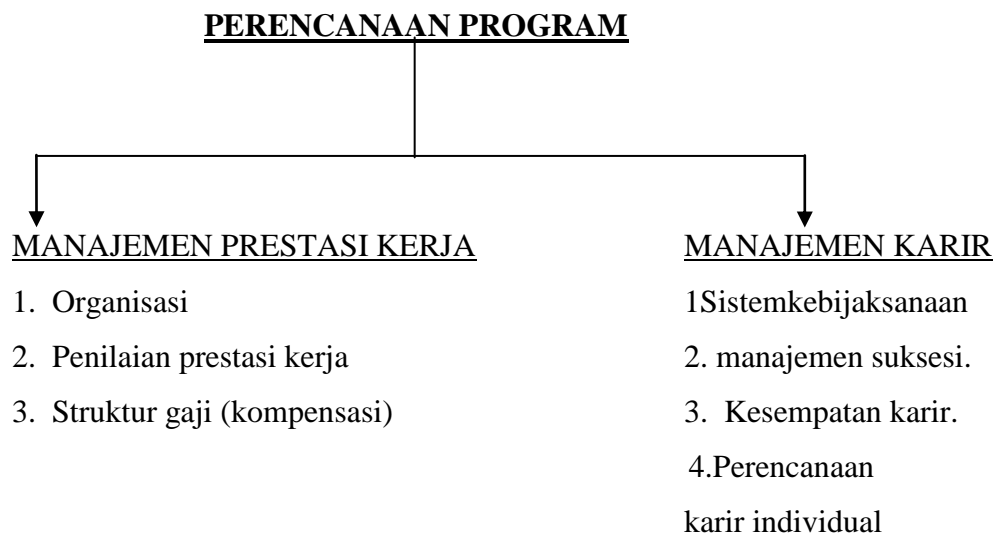 PERENCANAAN PROGRAM
MANAJEMEN PRESTASI KERJA
1. Organisasi
2. Penilaian prestasi kerja
3. Struktur gaji (kompensasi)
MANAJEMEN KARIR
1Sistemkebijaksanaan
2. manajemen suksesi.
3. Kesempatan karir.
4.Perencanaan
karir individual